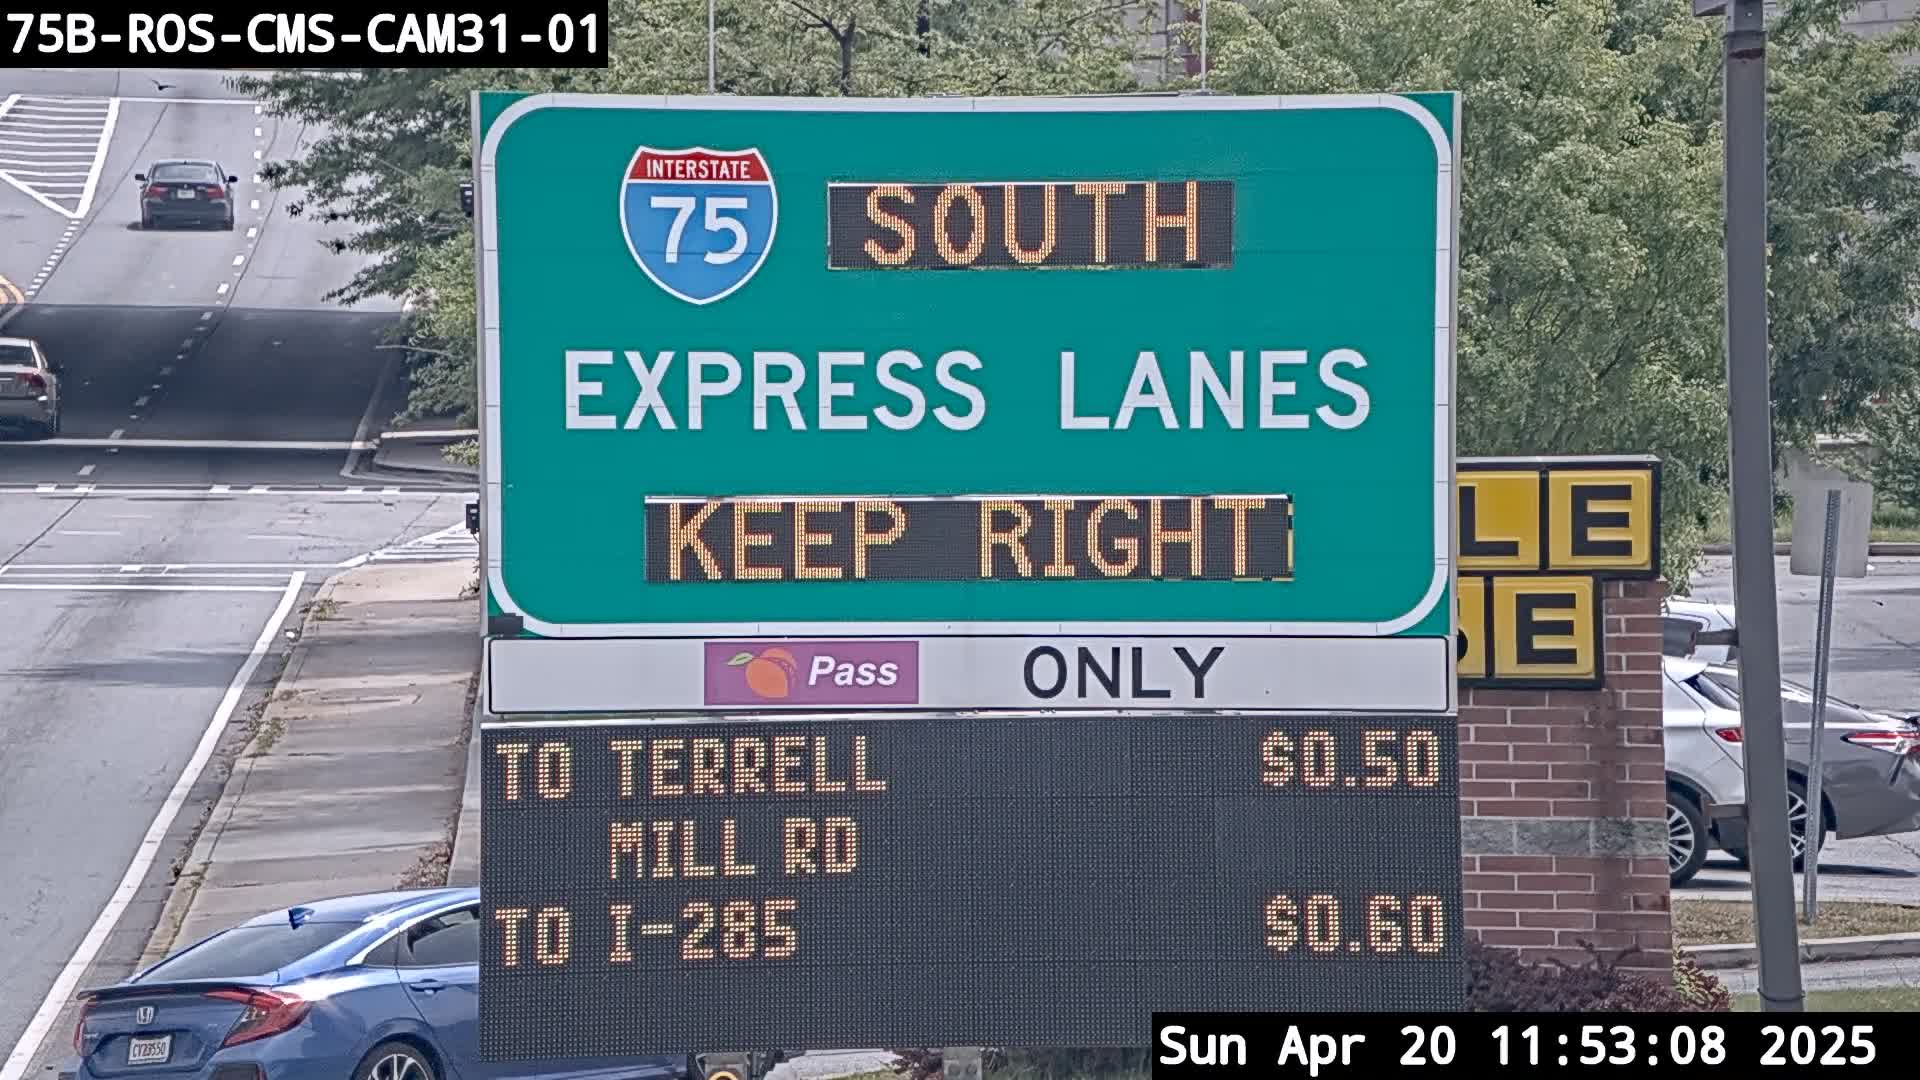 75B-ROS-CMS-CAM31-01
INTERSTATE
75
SOUTH
EXPRESS LANES
KEEP RIGHT
LE
E
Pass ONLY
TO TERRELL $0.50
MILL RD
TO I-285 $0.60
Sun Apr 20 11:53:08 2025